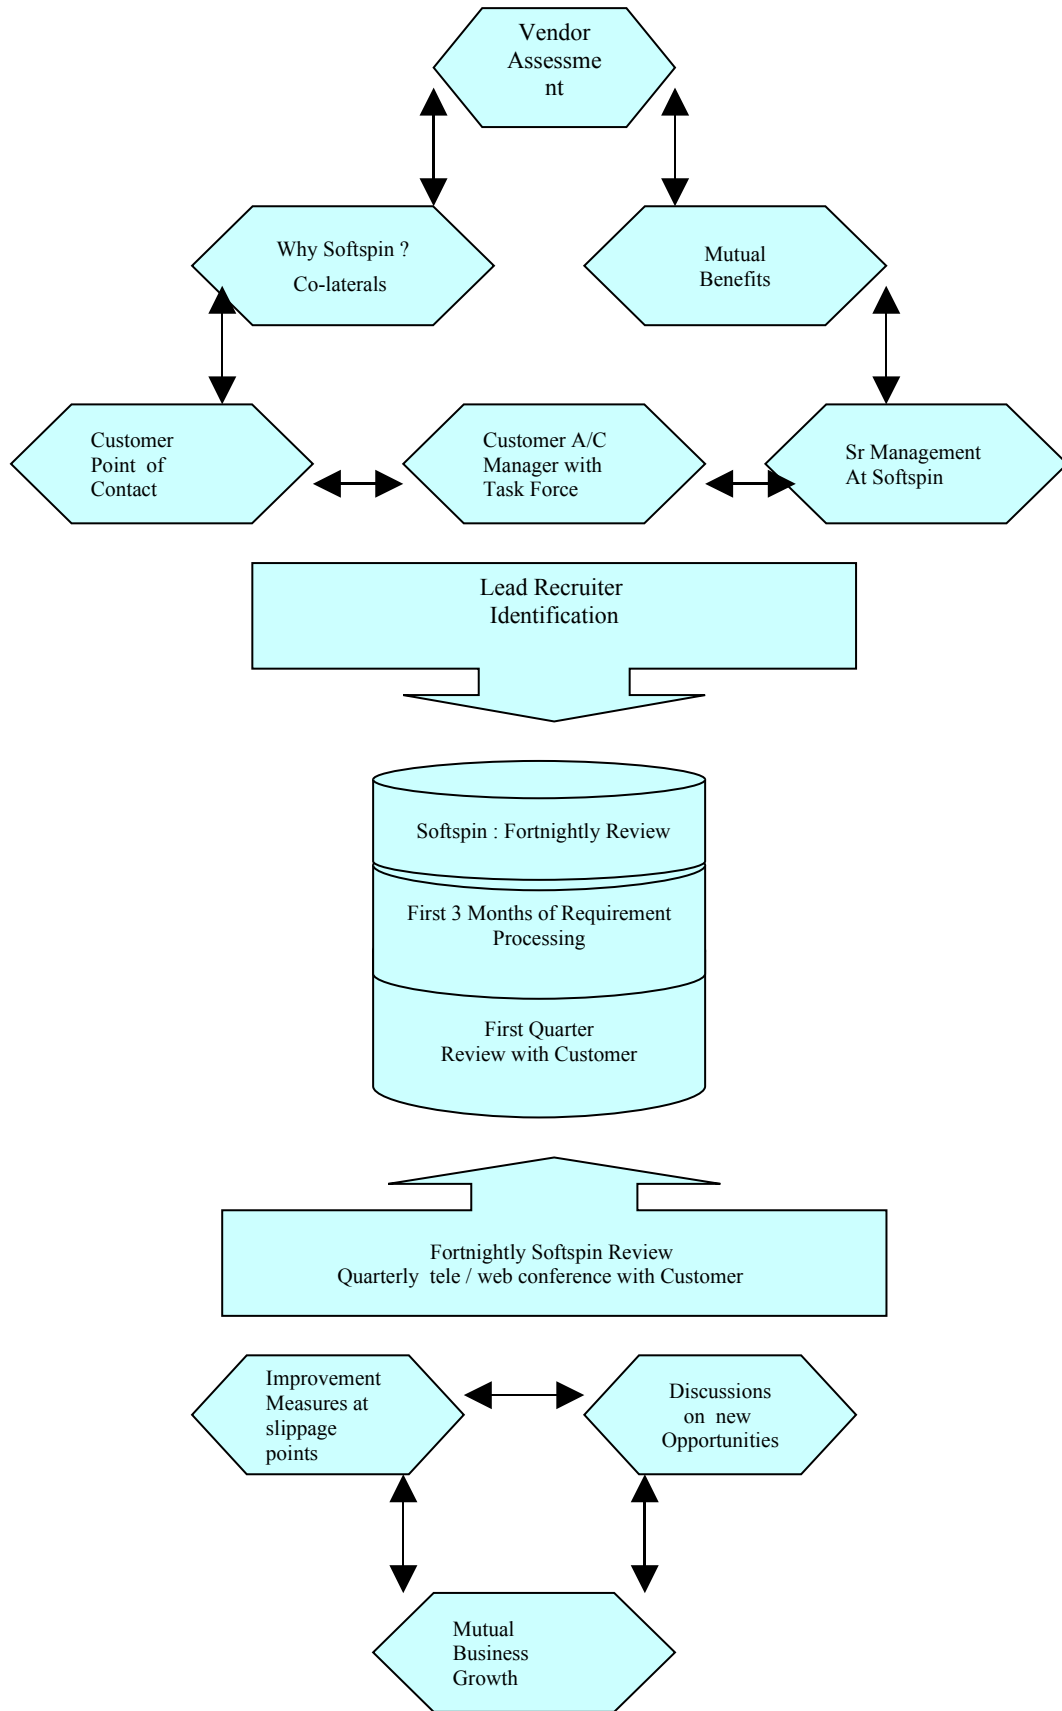 Vendor
Assessme
nt
Why Softspin ?
Co-laterals
Mutual
Benefits
Customer
Point of
Contact
Customer A/C
Manager with
Task Force
Sr Management
At Softspin
Lead Recruiter
Identification
Softspin : Fortnightly Review
First 3 Months of Requirement
Processing
First Quarter
Review with Customer
Fortnightly Softspin Review
Quarterly tele / web conference with Customer
Improvement
Measures at
slippage
points
Discussions
on new
Opportunities
Mutual
Business
Growth